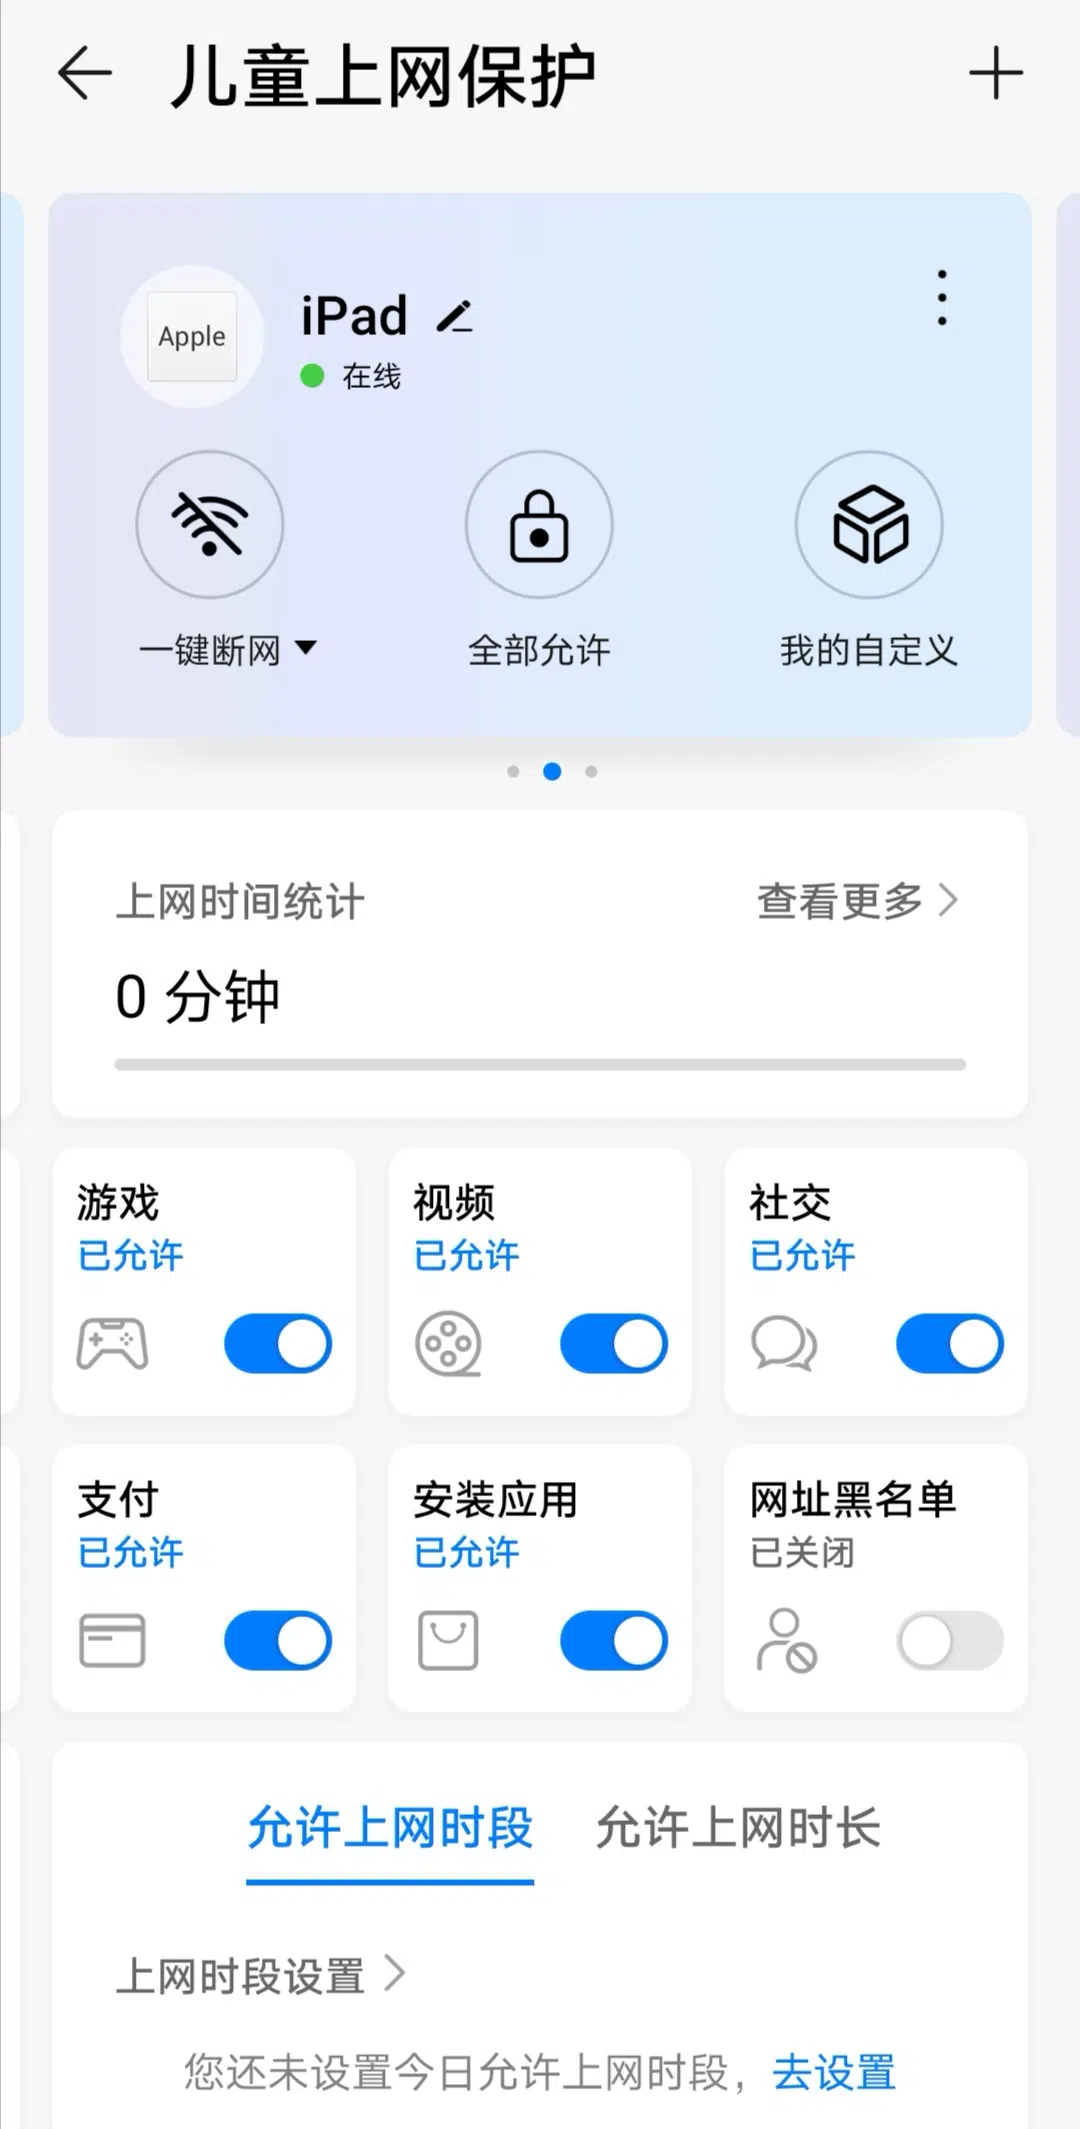 儿童上网保护
Apple
iPad
在线
一键断网
全部允许
我的自定义
上网时间统计
查看更多
0 分钟
游戏
已允许
视频
已允许
社交
已允许
支付
已允许
安装应用
已允许
网址黑名单
已关闭
允许上网时段
允许上网时长
上网时段设置
您还未设置今日允许上网时段，去设置